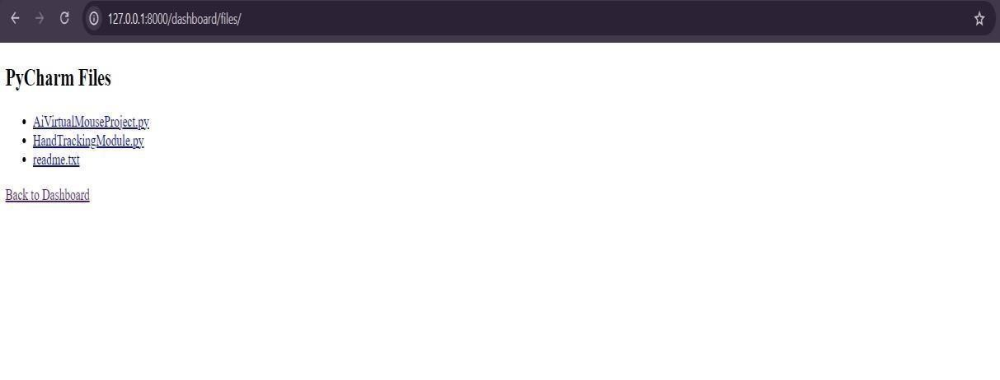 127.0.0.1:8000/dashboard/files/
PyCharm Files
AiVirtualMouseProject.py
HandTrackingModule.py
readme.txt
Back to Dashboard